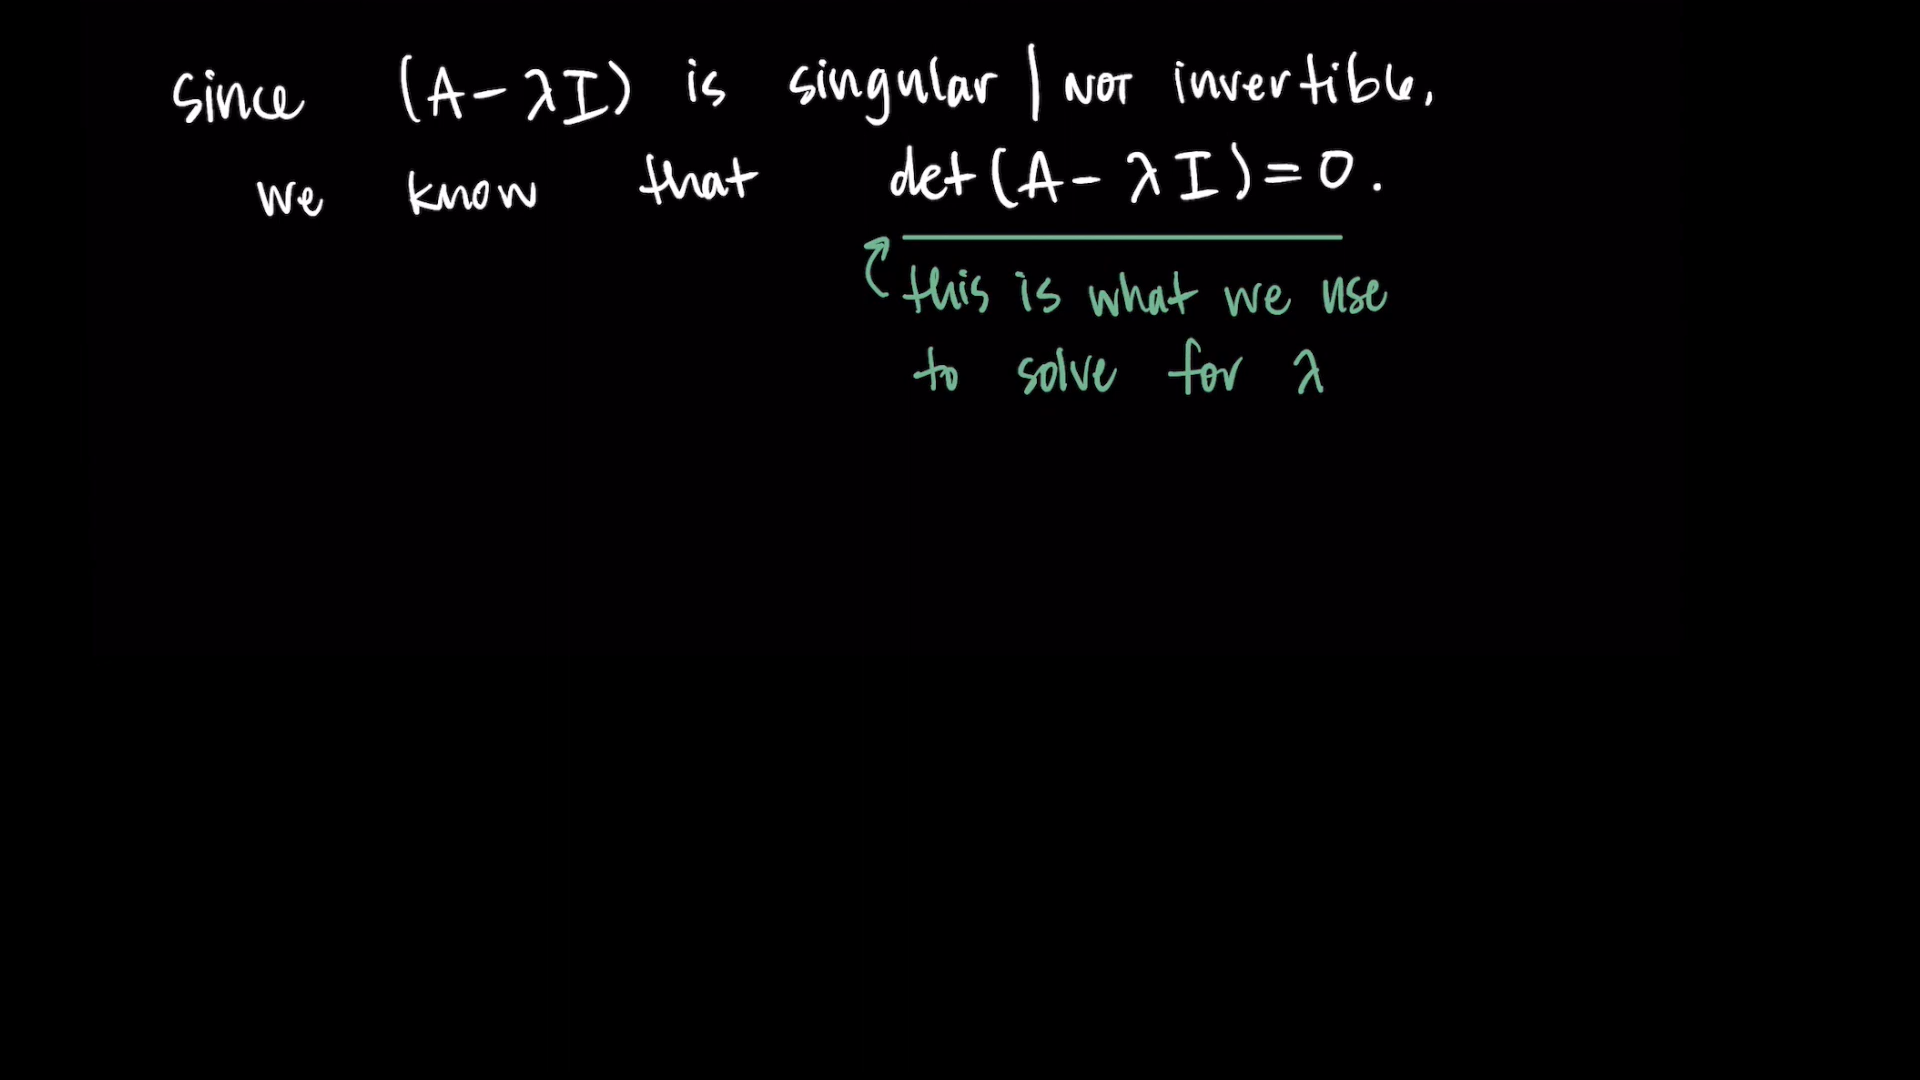 since (A-λI) is singular | NOT invertible,
we know that det(A-λI)=0.
this is what we use
to solve for λ